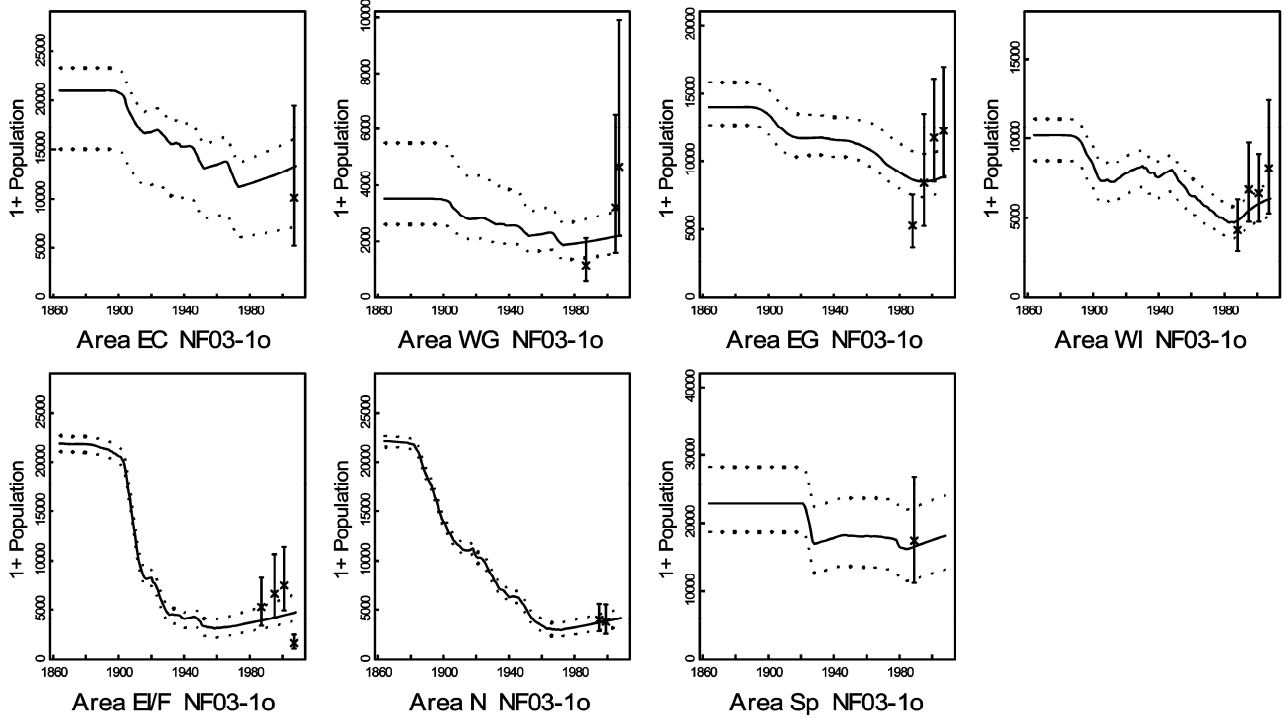 1+ Population
25000
20000
15000
10000
5000
0
1860 1900 1940 1980
Area EC NF03-1o
1+ Population
10000
8000
6000
4000
2000
0
1860 1900 1940 1980
Area WG NF03-1o
1+ Population
20000
15000
10000
5000
0
1860 1900 1940 1980
Area EG NF03-1o
1+ Population
15000
10000
5000
0
1860 1900 1940 1980
Area WI NF03-1o
1+ Population
25000
20000
15000
10000
5000
0
1860 1900 1940 1980
Area EI/F NF03-1o
1+ Population
25000
20000
15000
10000
5000
0
1860 1900 1940 1980
Area N NF03-1o
1+ Population
40000
30000
20000
10000
0
1860 1900 1940 1980
Area Sp NF03-1o